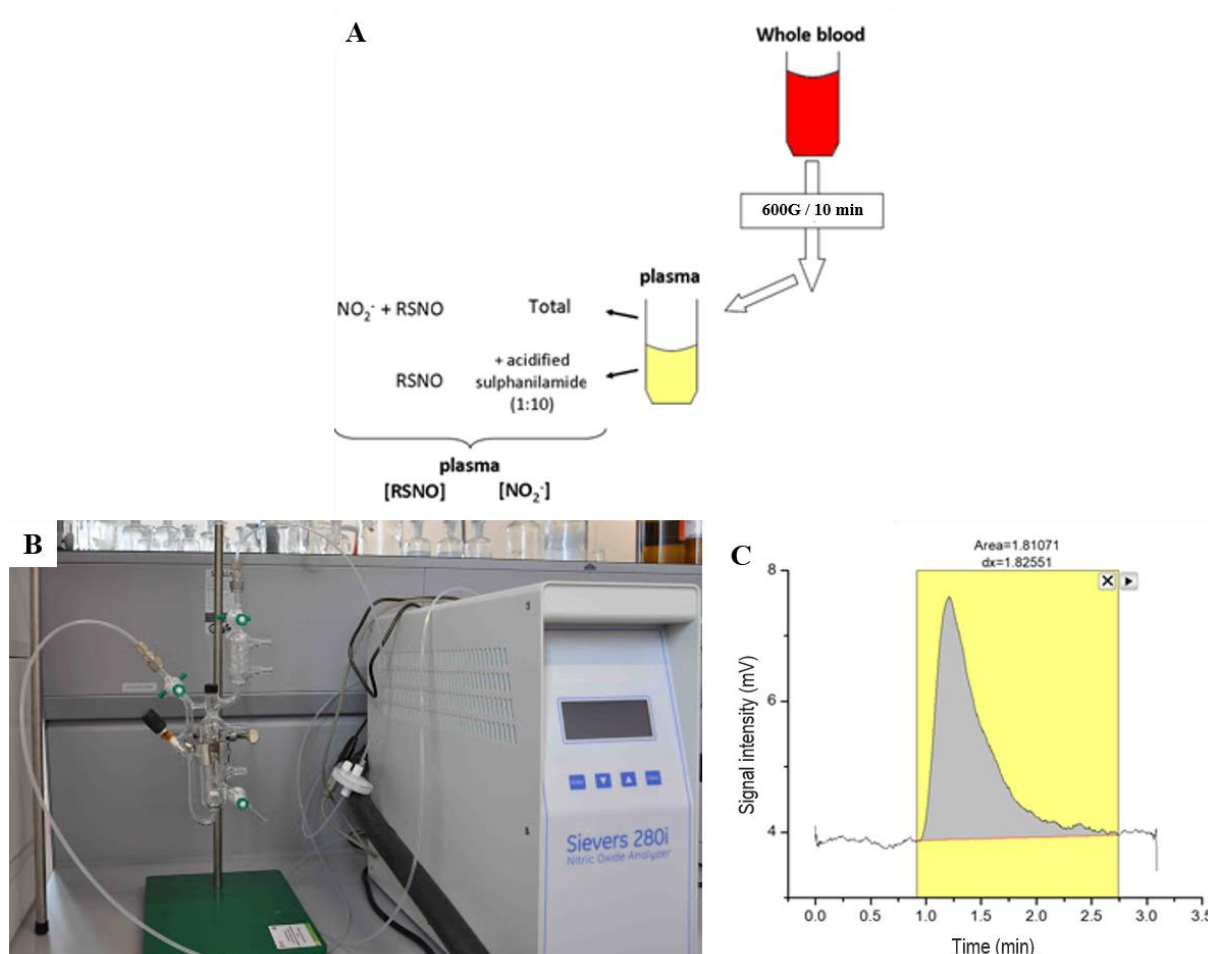 A
Whole blood
600G / 10 min
plasma
NO₂⁻ + RSNO
Total
RSNO
+ acidified
sulphanilamide
(1:10)
plasma
[RSNO] [NO₂⁻]
B
Sievers 280i
Nitric Oxide Analyzer
C
Area=1.81071
dx=1.82551
8
6
4
Signal intensity (mV)
0.0 0.5 1.0 1.5 2.0 2.5 3.0 3.5
Time (min)